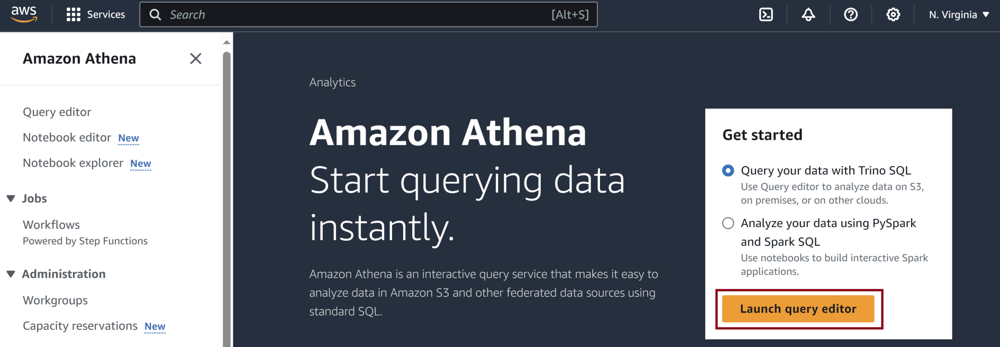 aws
Services
Search
[Alt+S]
N. Virginia
Amazon Athena
Query editor
Notebook editor New
Notebook explorer New
Jobs
Workflows
Powered by Step Functions
Administration
Workgroups
Capacity reservations New
Analytics
Amazon Athena
Start querying data
instantly.
Amazon Athena is an interactive query service that makes it easy to
analyze data in Amazon S3 and other federated data sources using
standard SQL.
Get started
Query your data with Trino SQL
Use Query editor to analyze data on S3,
on premises, or on other clouds.
Analyze your data using PySpark
and Spark SQL
Use notebooks to build interactive Spark
applications.
Launch query editor